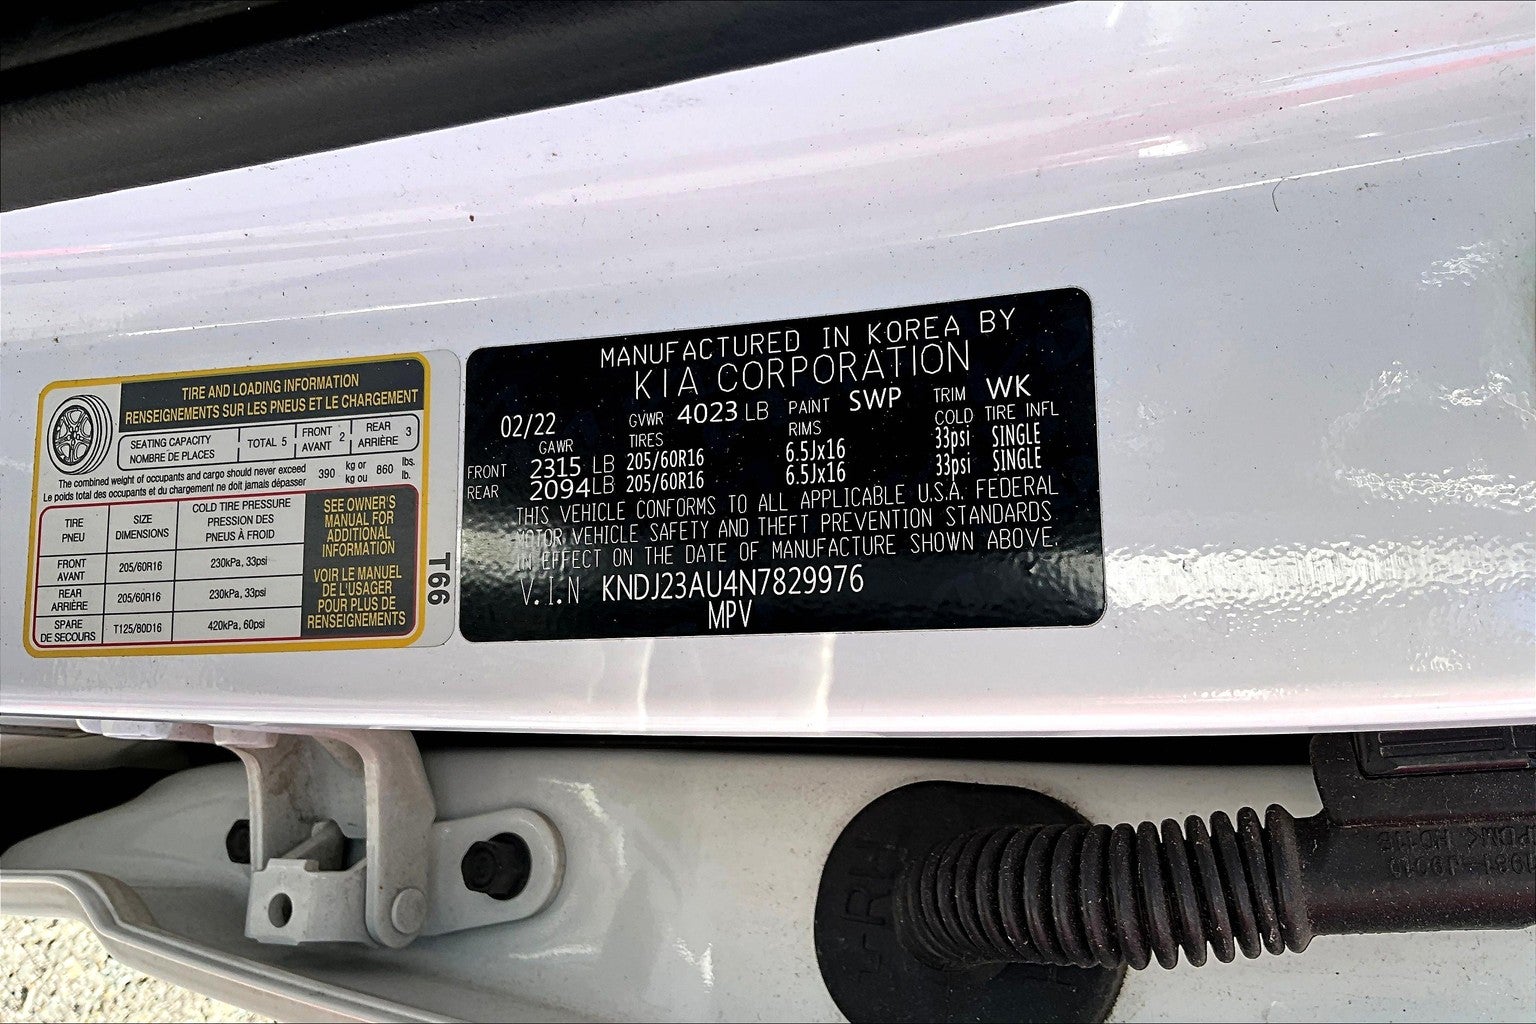 TIRE AND LOADING INFORMATION
RENSEIGNEMENTS SUR LES PNEUS ET LE CHARGEMENT
SEATING CAPACITY
NOMBRE DE PLACES
TOTAL 5
FRONT
AVANT 2
REAR
ARRIÈRE 3
The combined weight of occupants and cargo should never exceed
Le poids total des occupants et du chargement ne doit jamais dépasser
390 kg or kg ou 860 lbs. lb.
TIRE
PNEU
SIZE
DIMENSIONS
COLD TIRE PRESSURE
PRESSION DES
PNEUS À FROID
FRONT
AVANT
205/60R16
230kPa, 33psi
REAR
ARRIÈRE
205/60R16
230kPa, 33psi
SPARE
DE SECOURS
T125/80D16
420kPa, 60psi
SEE OWNER'S
MANUAL FOR
ADDITIONAL
INFORMATION
VOIR LE MANUEL
DE L'USAGER
POUR PLUS DE
RENSEIGNEMENTS
T66
MANUFACTURED IN KOREA BY
KIA CORPORATION
02/22 GVWR 4023 LB PAINT SWP TRIM WK
GAWR TIRES RIMS COLD TIRE INFL
FRONT 2315 LB 205/60R16 6.5Jx16 33psi SINGLE
REAR 2094 LB 205/60R16 6.5Jx16 33psi SINGLE
THIS VEHICLE CONFORMS TO ALL APPLICABLE U.S.A. FEDERAL
MOTOR VEHICLE SAFETY AND THEFT PREVENTION STANDARDS
IN EFFECT ON THE DATE OF MANUFACTURE SHOWN ABOVE.
V.I.N KNDJ23AU4N7829976
MPV